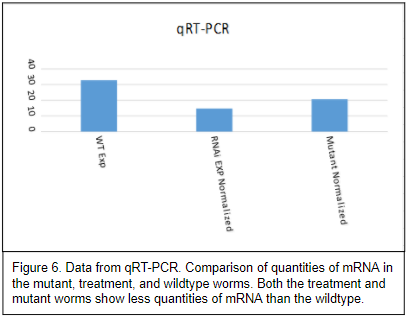 qRT-PCR
40
30
20
10
0
WT Exp
RNAi EXP Normalized
Mutant Normalized
Figure 6. Data from qRT-PCR. Comparison of quantities of mRNA in
the mutant, treatment, and wildtype worms. Both the treatment and
mutant worms show less quantities of mRNA than the wildtype.